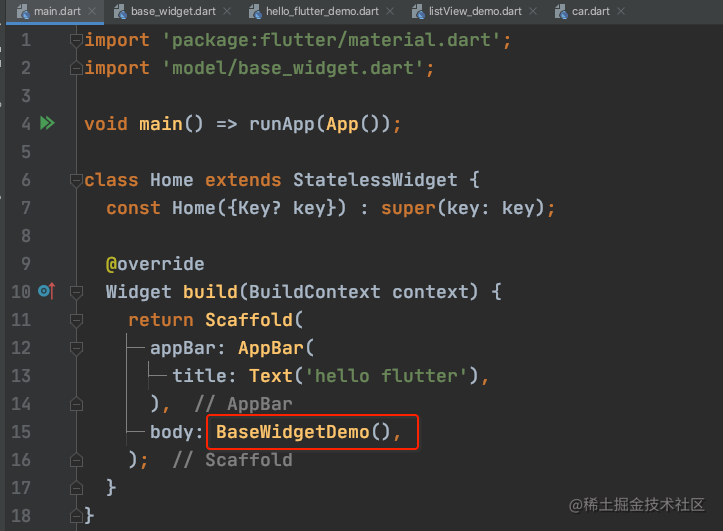 main.dart base_widget.dart hello_flutter_demo.dart listView_demo.dart car.dart
1 import 'package:flutter/material.dart';
2 import 'model/base_widget.dart';
3
4 void main() => runApp(App());
5
6 class Home extends StatelessWidget {
7 const Home({Key? key}) : super(key: key);
8
9 @override
10 Widget build(BuildContext context) {
11 return Scaffold(
12 appBar: AppBar(
13 title: Text('hello flutter'),
14 ), // AppBar
15 body: BaseWidgetDemo(),
16 ); // Scaffold
17 }
18 }
@稀土掘金技术社区